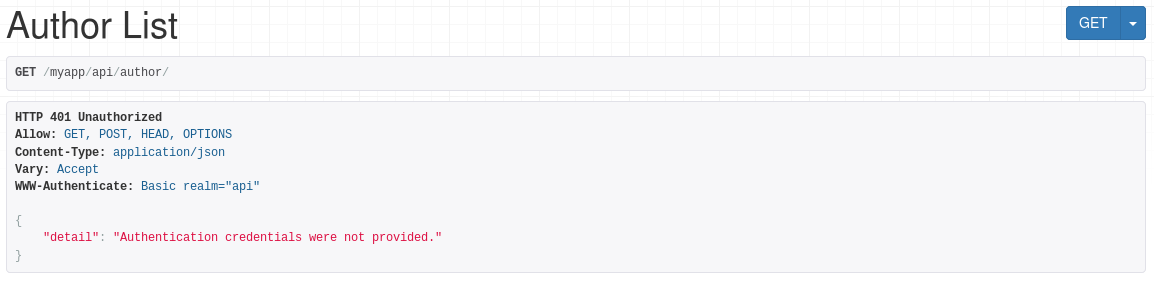 Author List
GET
GET /myapp/api/author/
HTTP 401 Unauthorized
Allow: GET, POST, HEAD, OPTIONS
Content-Type: application/json
Vary: Accept
WWW-Authenticate: Basic realm="api"
{
    "detail": "Authentication credentials were not provided."
}